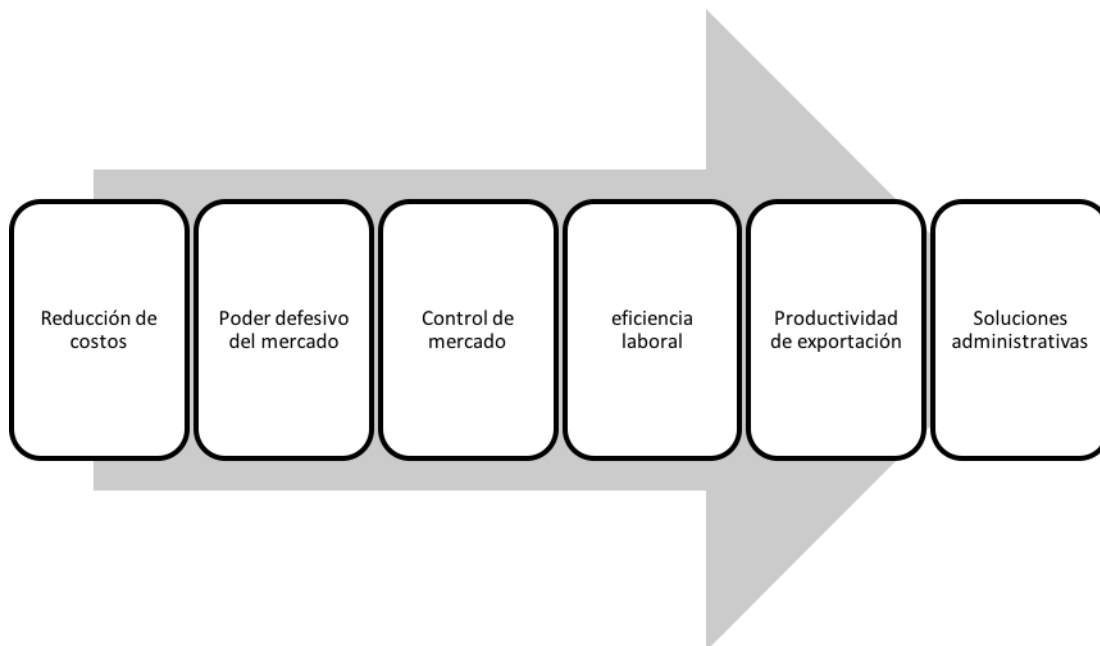 Reducción de
costos
Poder defesivo
del mercado
Control de
mercado
eficiencia
laboral
Productividad
de exportación
Soluciones
administrativas